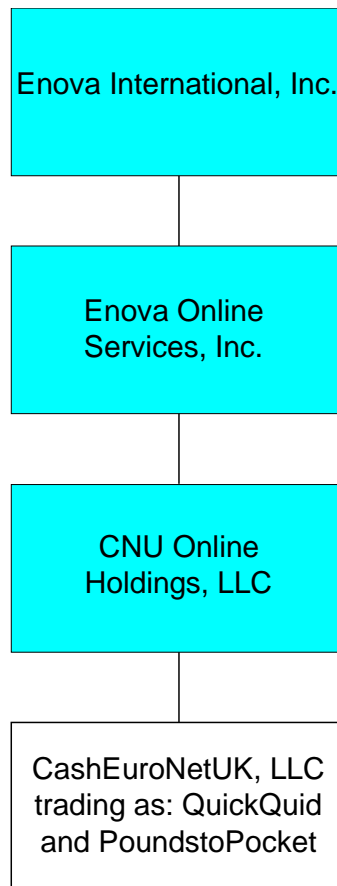 Enova International, Inc.
Enova Online
Services, Inc.
CNU Online
Holdings, LLC
CashEuroNetUK, LLC
trading as: QuickQuid
and PoundstoPocket